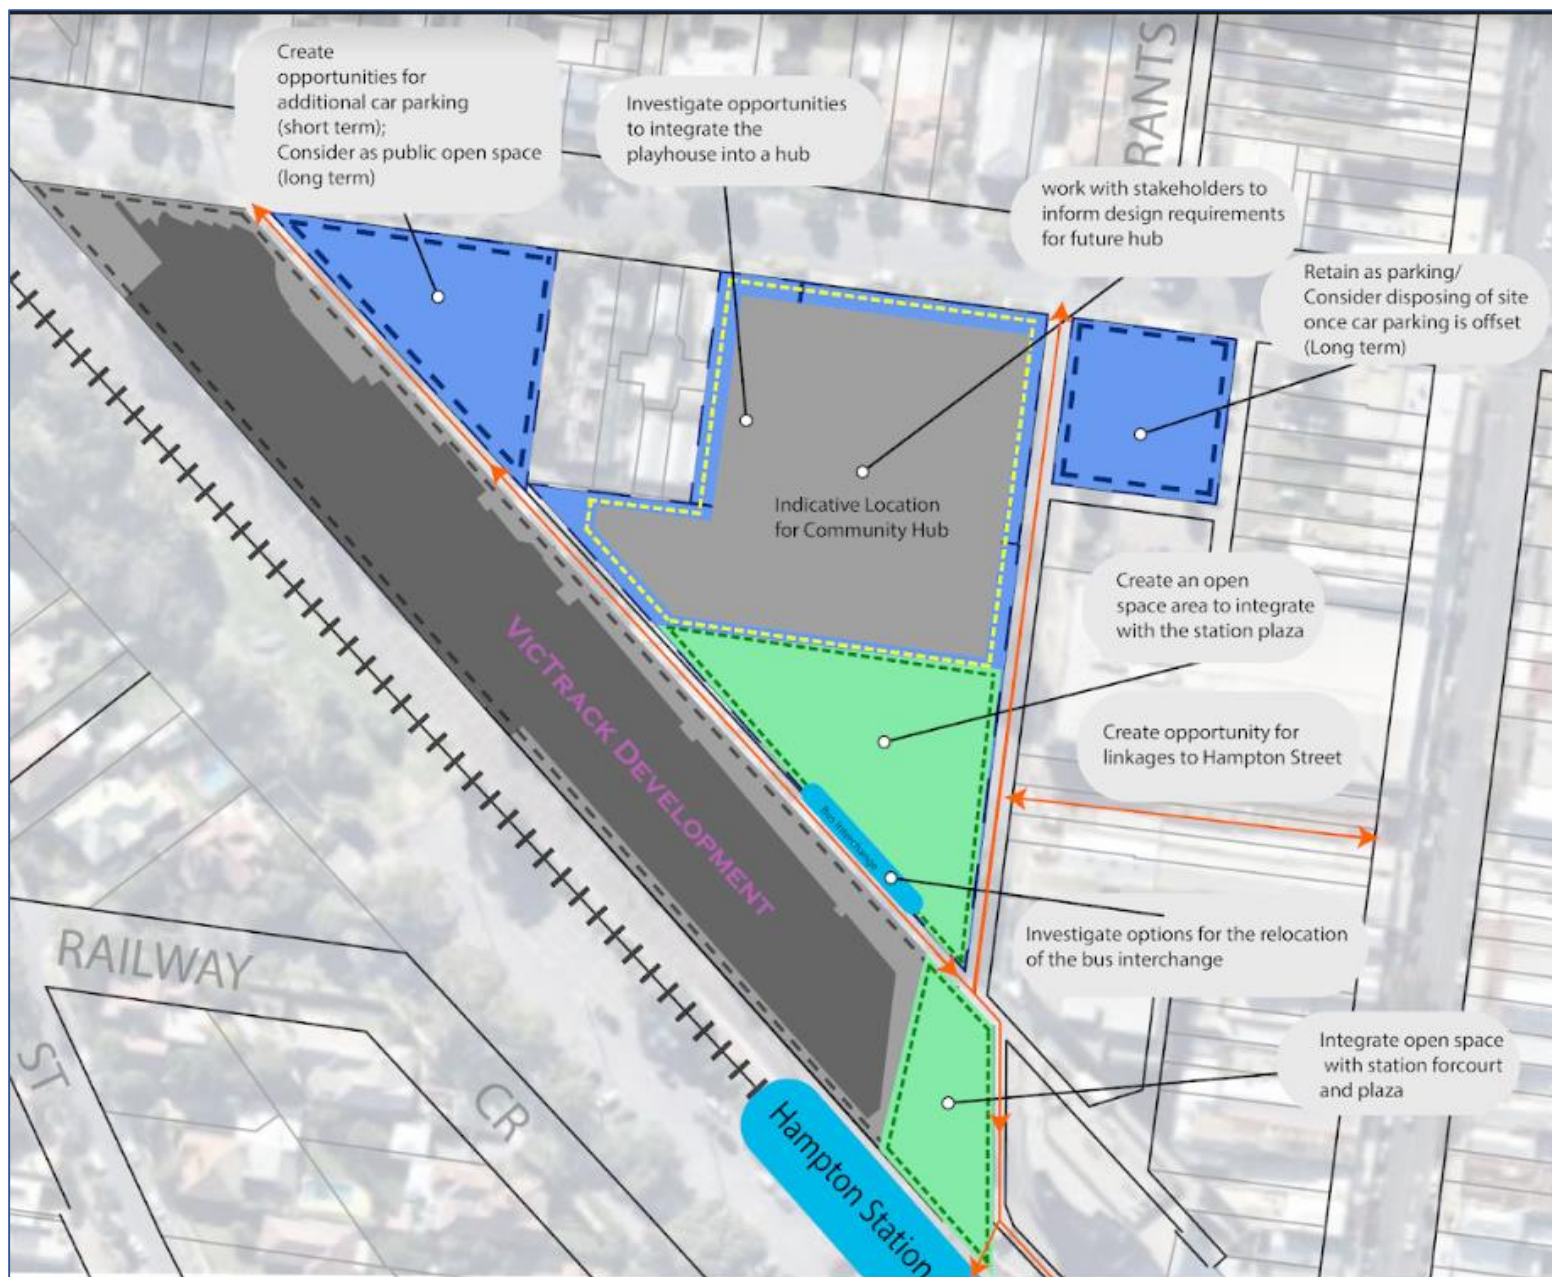 Create
opportunities for
additional car parking
(short term);
Consider as public open space
(long term)
Investigate opportunities
to integrate the
playhouse into a hub
RANTS
work with stakeholders to
inform design requirements
for future hub
Retain as parking/
Consider disposing of site
once car parking is offset
(Long term)
Indicative Location
for Community Hub
Create an open
space area to integrate
with the station plaza
VicTrack Development
Create opportunity for
linkages to Hampton Street
Bus Interchange
Investigate options for the relocation
of the bus interchange
RAILWAY
CR
ST
Integrate open space
with station forcourt
and plaza
Hampton Station